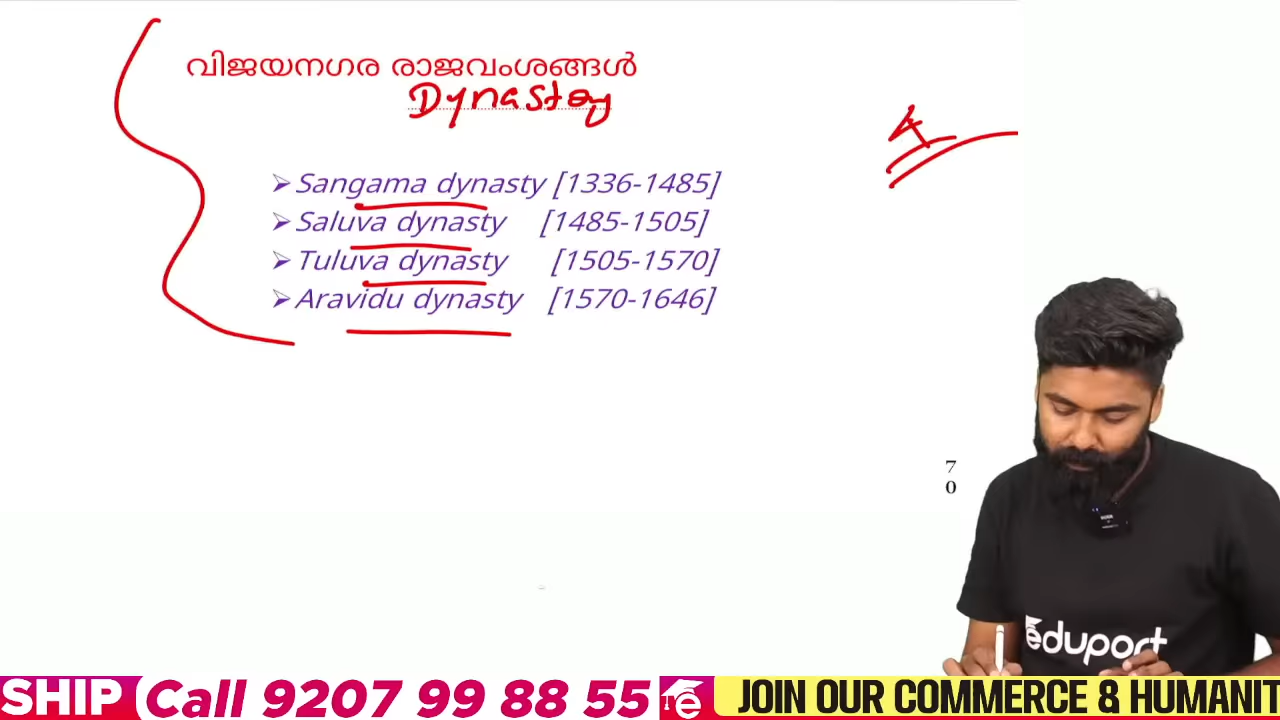 വിജയനഗര രാജവംശങ്ങൾ
Dynasty
4
➢ Sangama dynasty [1336-1485]
➢ Saluva dynasty [1485-1505]
➢ Tuluva dynasty [1505-1570]
➢ Aravidu dynasty [1570-1646]
7
0
eduport
SHIP Call 9207 99 88 55 e JOIN OUR COMMERCE & HUMANIT